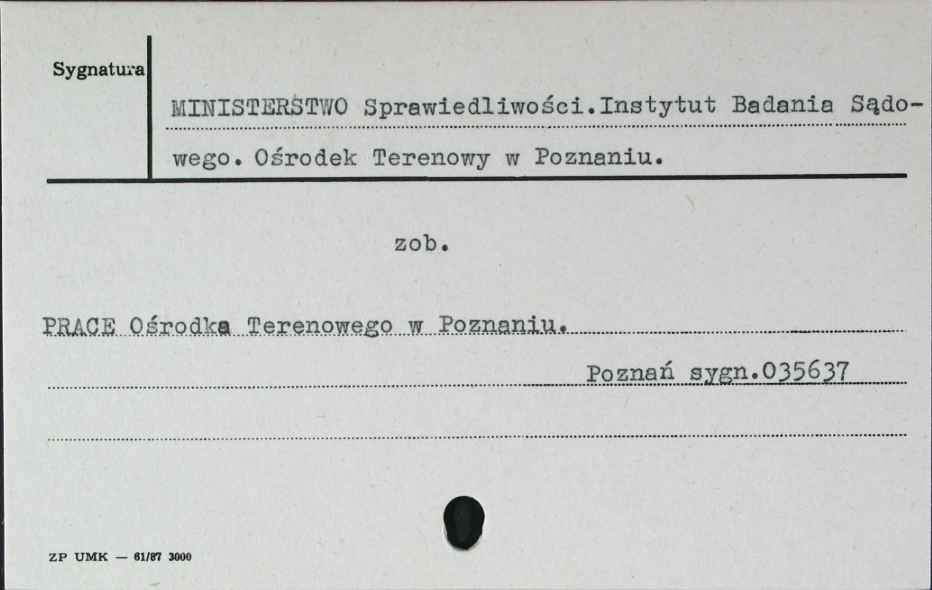 Sygnatura
MINISTERSTWO Sprawiedliwości.Instytut Badania Sądo-
wego. Ośrodek Terenowy w Poznaniu.
zob.
PRACE Ośrodka Terenowego w Poznaniu.
Poznań sygn.035637
ZP UMK — 61/87 3000